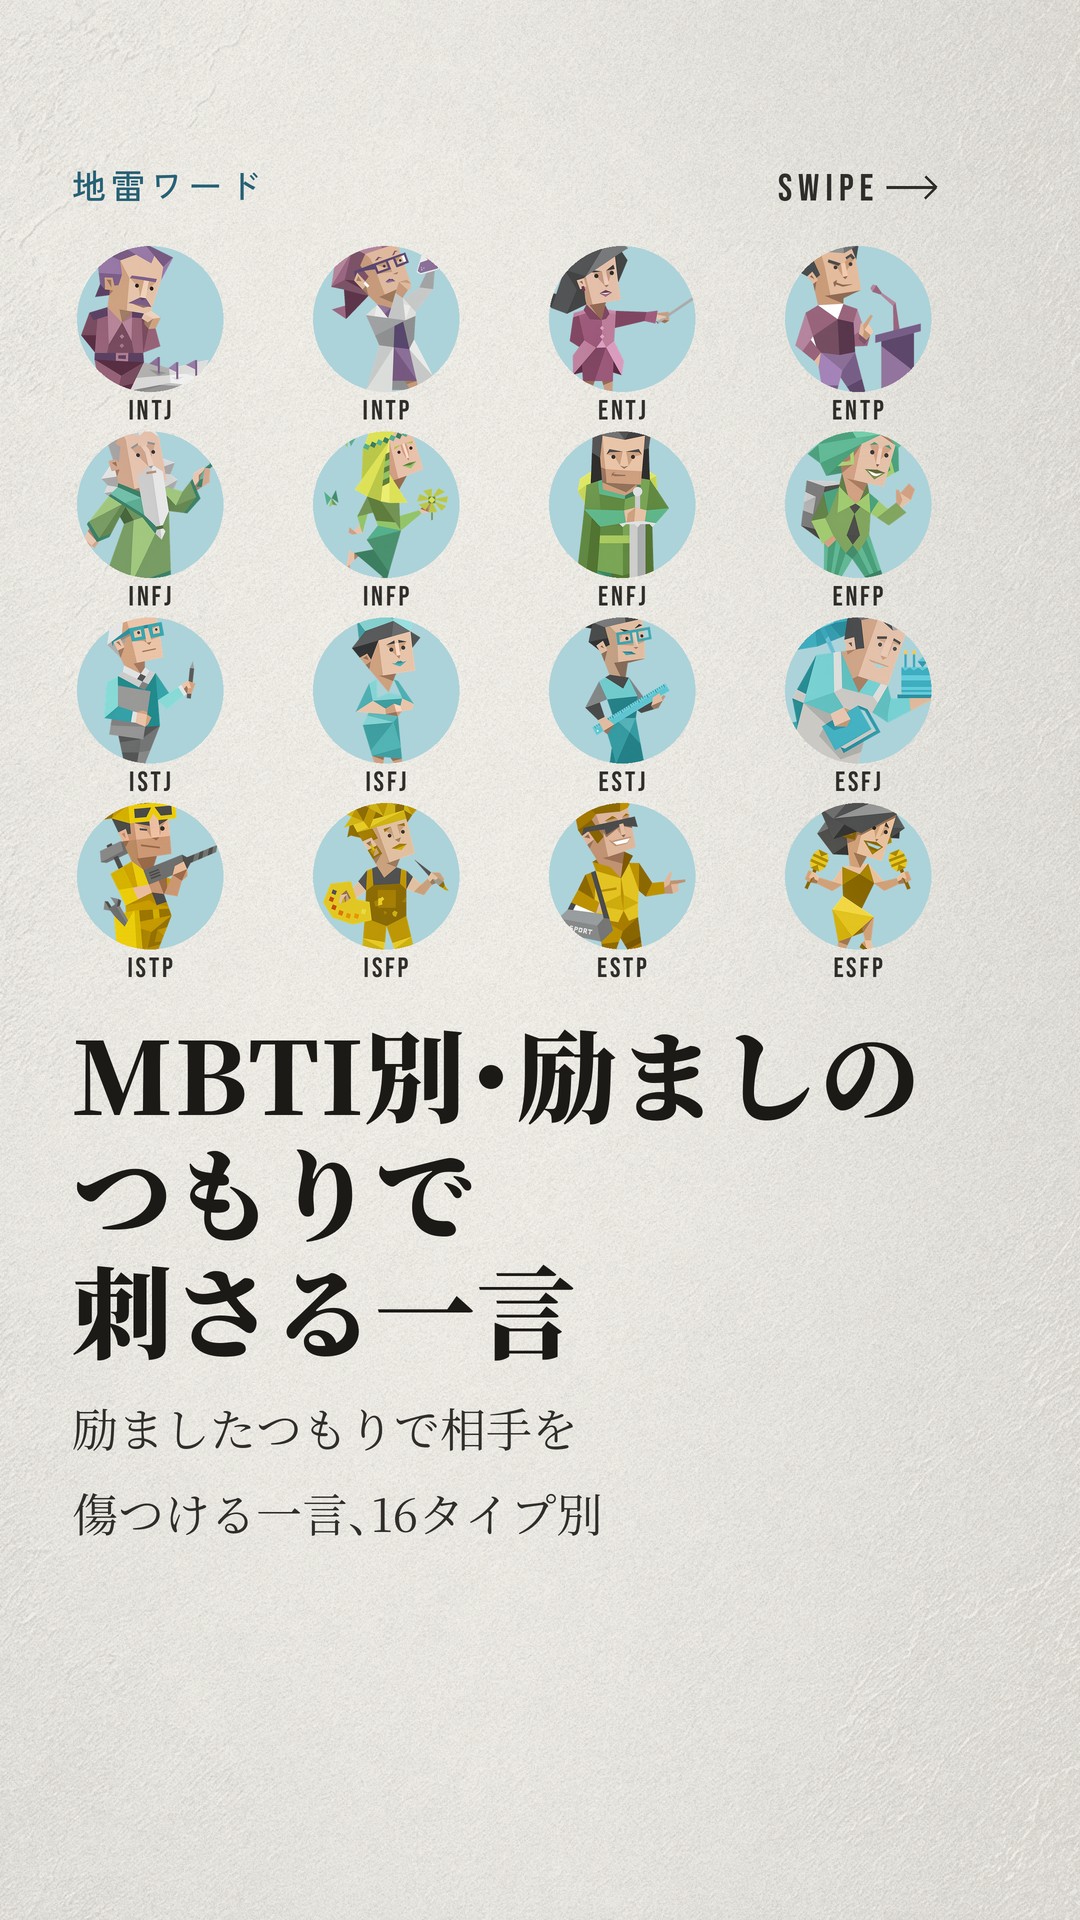 地雷ワード
SWIPE →
INTJ INTP ENTJ ENTP
INFJ INFP ENFJ ENFP
ISTJ ISFJ ESTJ ESFJ
SPORT
ISTP ISFP ESTP ESFP
MBTI別・励ましの
つもりで
刺さる一言
励ましたつもりで相手を
傷つける一言、16タイプ別